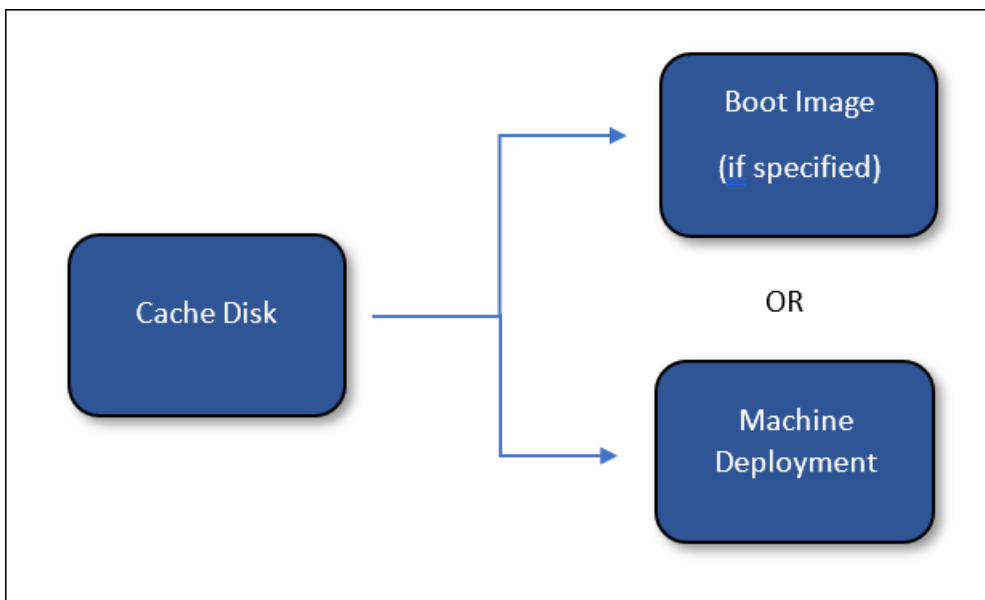 Boot Image
(if specified)
Cache Disk
OR
Machine
Deployment